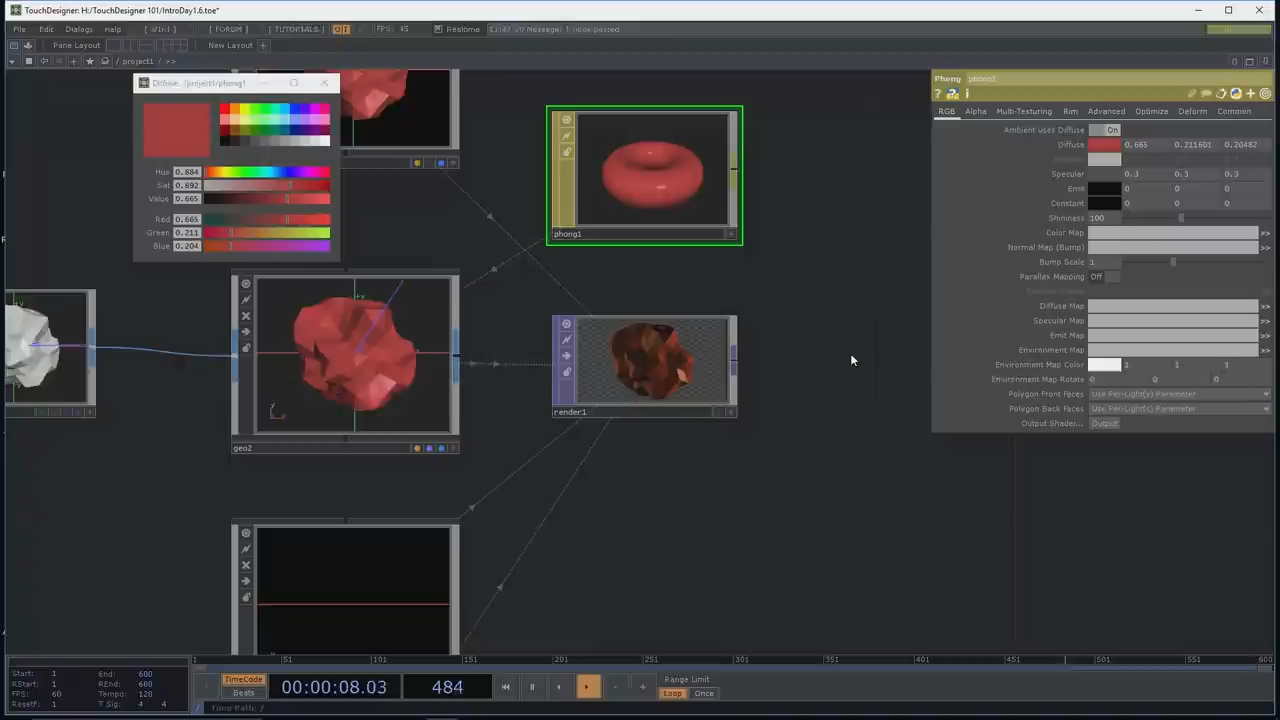 TouchDesigner: H:/TouchDesigner 101/IntroDay1.6.toe*
File Edit Dialogs Help [ Wiki ] [ FORUM ] [ TUTORIALS ] OIT FPS: 45 Realtime
Pane Layout New Layout +
/ project1 / >>
Diffuse.. /project1/phong1
Hue 0.884
Sat 0.692
Value 0.665
Red 0.665
Green 0.211
Blue 0.204
phong1
geo2
render1
Phong phong1
RGB Alpha Multi-Texturing Rim Advanced Optimize Deform Common
Ambient uses Diffuse On
Diffuse 0.665 0.211601 0.20482
Specular 0.3 0.3 0.3
Emit 0 0 0
Constant 0 0 0
Shininess 100
Color Map >>
Normal Map (Bump) >>
Bump Scale 1
Parallax Mapping Off
Diffuse Map >>
Specular Map >>
Emit Map >>
Environment Map >>
Environment Map Color 1 1 1
Environment Map Rotate 0 0 0
Polygon Front Faces Use Per-Light(s) Parameter
Polygon Back Faces Use Per-Light(s) Parameter
Output Shader... Output
1 51 101 151 201 251 301 351 401 451 501 551 600
Start: 1 End: 600
RStart: 1 REnd: 600
FPS: 60 Tempo: 120
ResetF: 1 T Sig: 4 4
TimeCode
Beats
00:00:08.03
484
Range Limit
Loop Once
/ Time Path: /